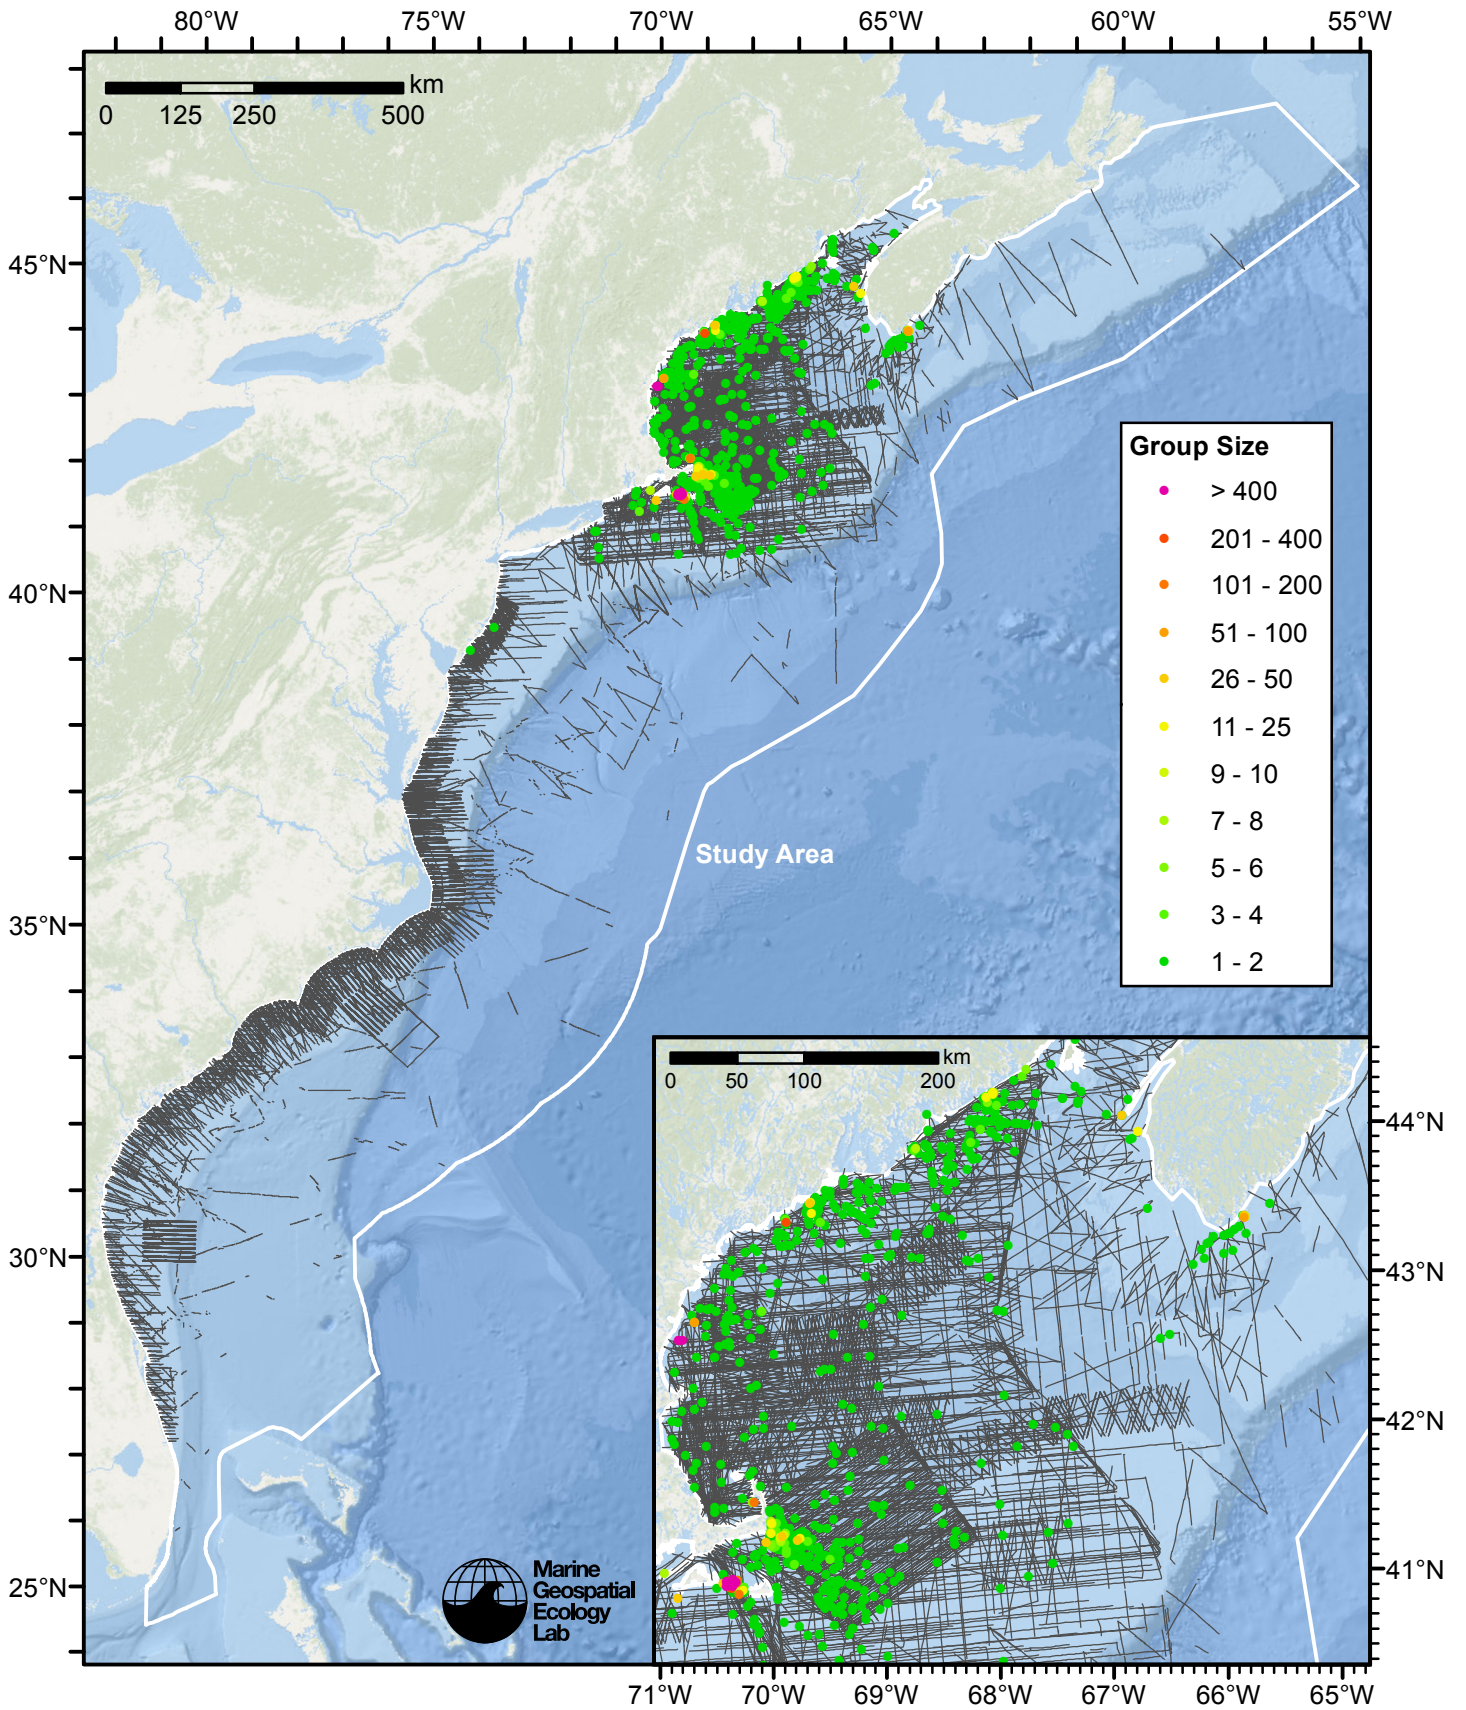 80°W 75°W 70°W 65°W 60°W 55°W
km
0 125 250 500
45°N
40°N
35°N
30°N
25°N
Group Size
> 400
201 - 400
101 - 200
51 - 100
26 - 50
11 - 25
9 - 10
7 - 8
5 - 6
3 - 4
1 - 2
Study Area
km
0 50 100 200
44°N
43°N
42°N
41°N
Marine
Geospatial
Ecology
Lab
71°W 70°W 69°W 68°W 67°W 66°W 65°W